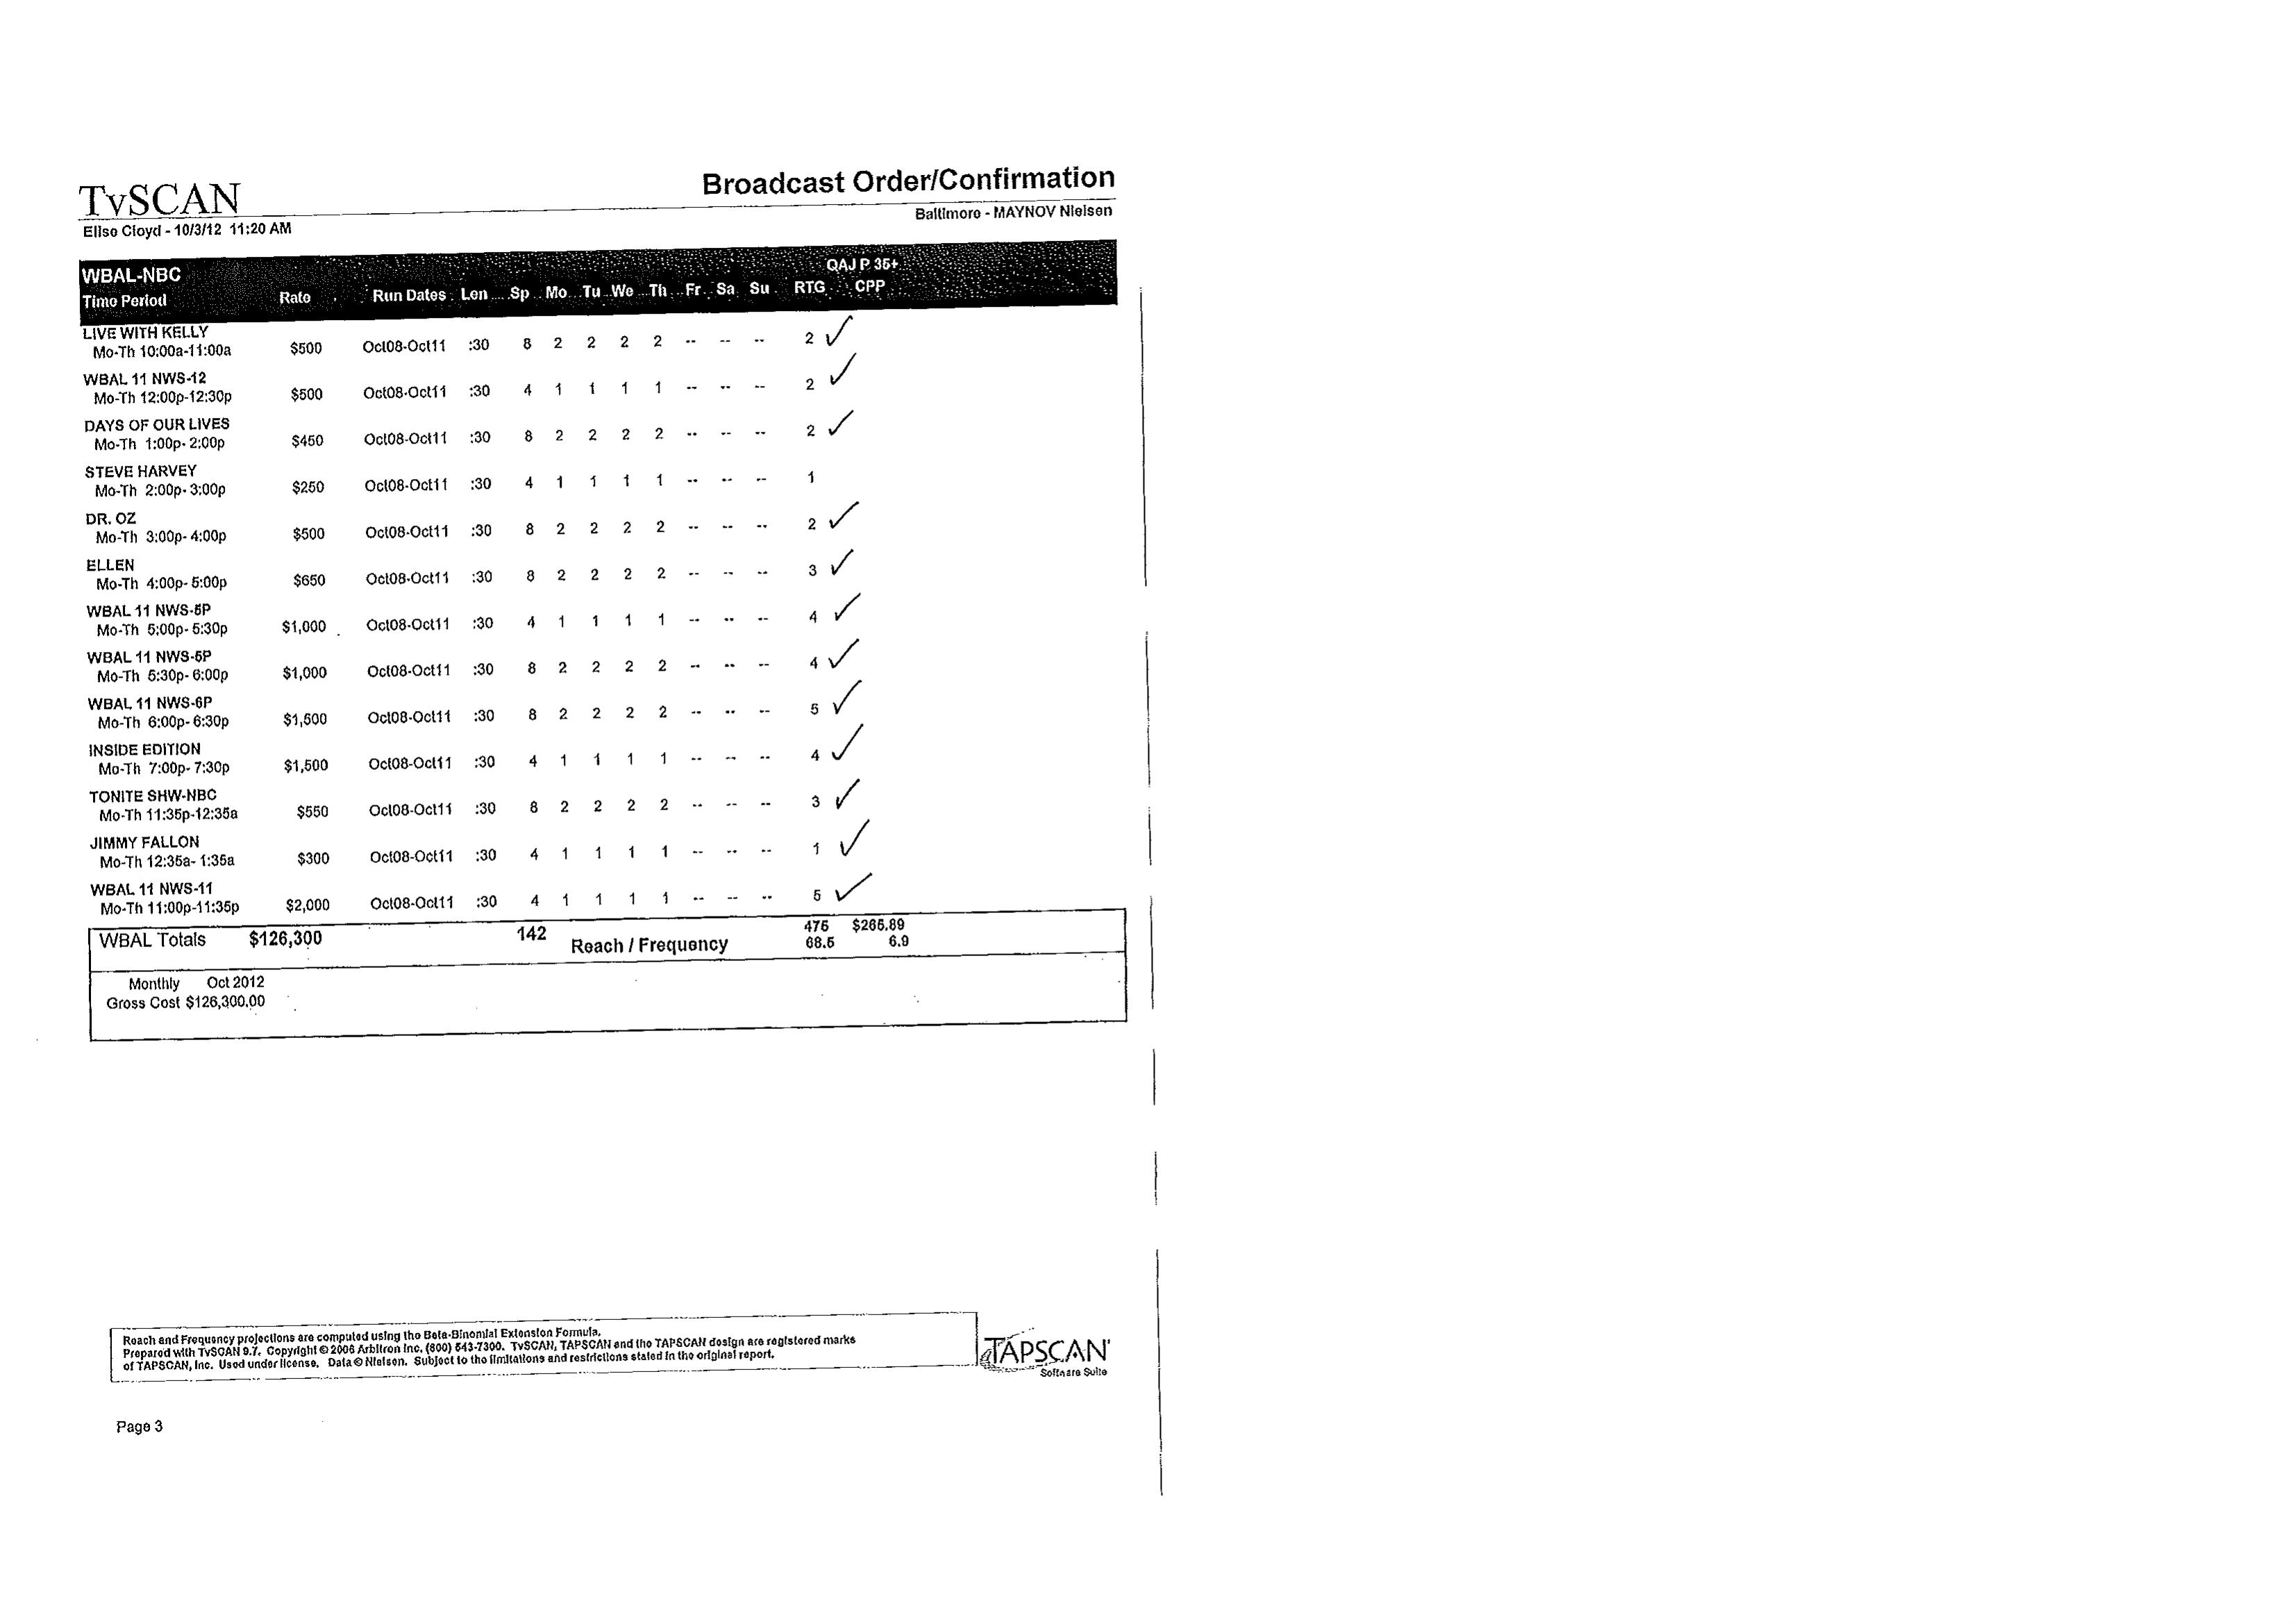 TvSCAN
Broadcast Order/Confirmation
Elise Cloyd - 10/3/12 11:20 AM
Baltimore - MAYNOV Nielsen
WBAL-NBC QAJ P 35+
Time Period Rate Run Dates Len Sp Mo Tu We Th Fr Sa Su RTG CPP
LIVE WITH KELLY
Mo-Th 10:00a-11:00a $500 Oct08-Oct11 :30 8 2 2 2 2 -- -- -- 2 ✓
WBAL 11 NWS-12
Mo-Th 12:00p-12:30p $500 Oct08-Oct11 :30 4 1 1 1 1 -- -- -- 2 ✓
DAYS OF OUR LIVES
Mo-Th 1:00p- 2:00p $450 Oct08-Oct11 :30 8 2 2 2 2 -- -- -- 2 ✓
STEVE HARVEY
Mo-Th 2:00p- 3:00p $250 Oct08-Oct11 :30 4 1 1 1 1 -- -- -- 1
DR. OZ
Mo-Th 3:00p- 4:00p $500 Oct08-Oct11 :30 8 2 2 2 2 -- -- -- 2 ✓
ELLEN
Mo-Th 4:00p- 5:00p $650 Oct08-Oct11 :30 8 2 2 2 2 -- -- -- 3 ✓
WBAL 11 NWS-5P
Mo-Th 5:00p- 5:30p $1,000 Oct08-Oct11 :30 4 1 1 1 1 -- -- -- 4 ✓
WBAL 11 NWS-5P
Mo-Th 5:30p- 6:00p $1,000 Oct08-Oct11 :30 8 2 2 2 2 -- -- -- 4 ✓
WBAL 11 NWS-6P
Mo-Th 6:00p- 6:30p $1,500 Oct08-Oct11 :30 8 2 2 2 2 -- -- -- 5 ✓
INSIDE EDITION
Mo-Th 7:00p- 7:30p $1,500 Oct08-Oct11 :30 4 1 1 1 1 -- -- -- 4 ✓
TONITE SHW-NBC
Mo-Th 11:35p-12:35a $550 Oct08-Oct11 :30 8 2 2 2 2 -- -- -- 3 ✓
JIMMY FALLON
Mo-Th 12:35a- 1:35a $300 Oct08-Oct11 :30 4 1 1 1 1 -- -- -- 1 ✓
WBAL 11 NWS-11
Mo-Th 11:00p-11:35p $2,000 Oct08-Oct11 :30 4 1 1 1 1 -- -- -- 5 ✓
WBAL Totals $126,300 142 475 $265.89
Reach / Frequency 68.5 6.9
Monthly Oct 2012
Gross Cost $126,300.00
Reach and Frequency projections are computed using the Beta-Binomial Extension Formula.
Prepared with TvSCAN 9.7. Copyright © 2006 Arbitron Inc. (800) 543-7300. TvSCAN, TAPSCAN and the TAPSCAN design are registered marks
of TAPSCAN, Inc. Used under license. Data © Nielsen. Subject to the limitations and restrictions stated in the original report.
TAPSCAN
Software Suite
Page 3